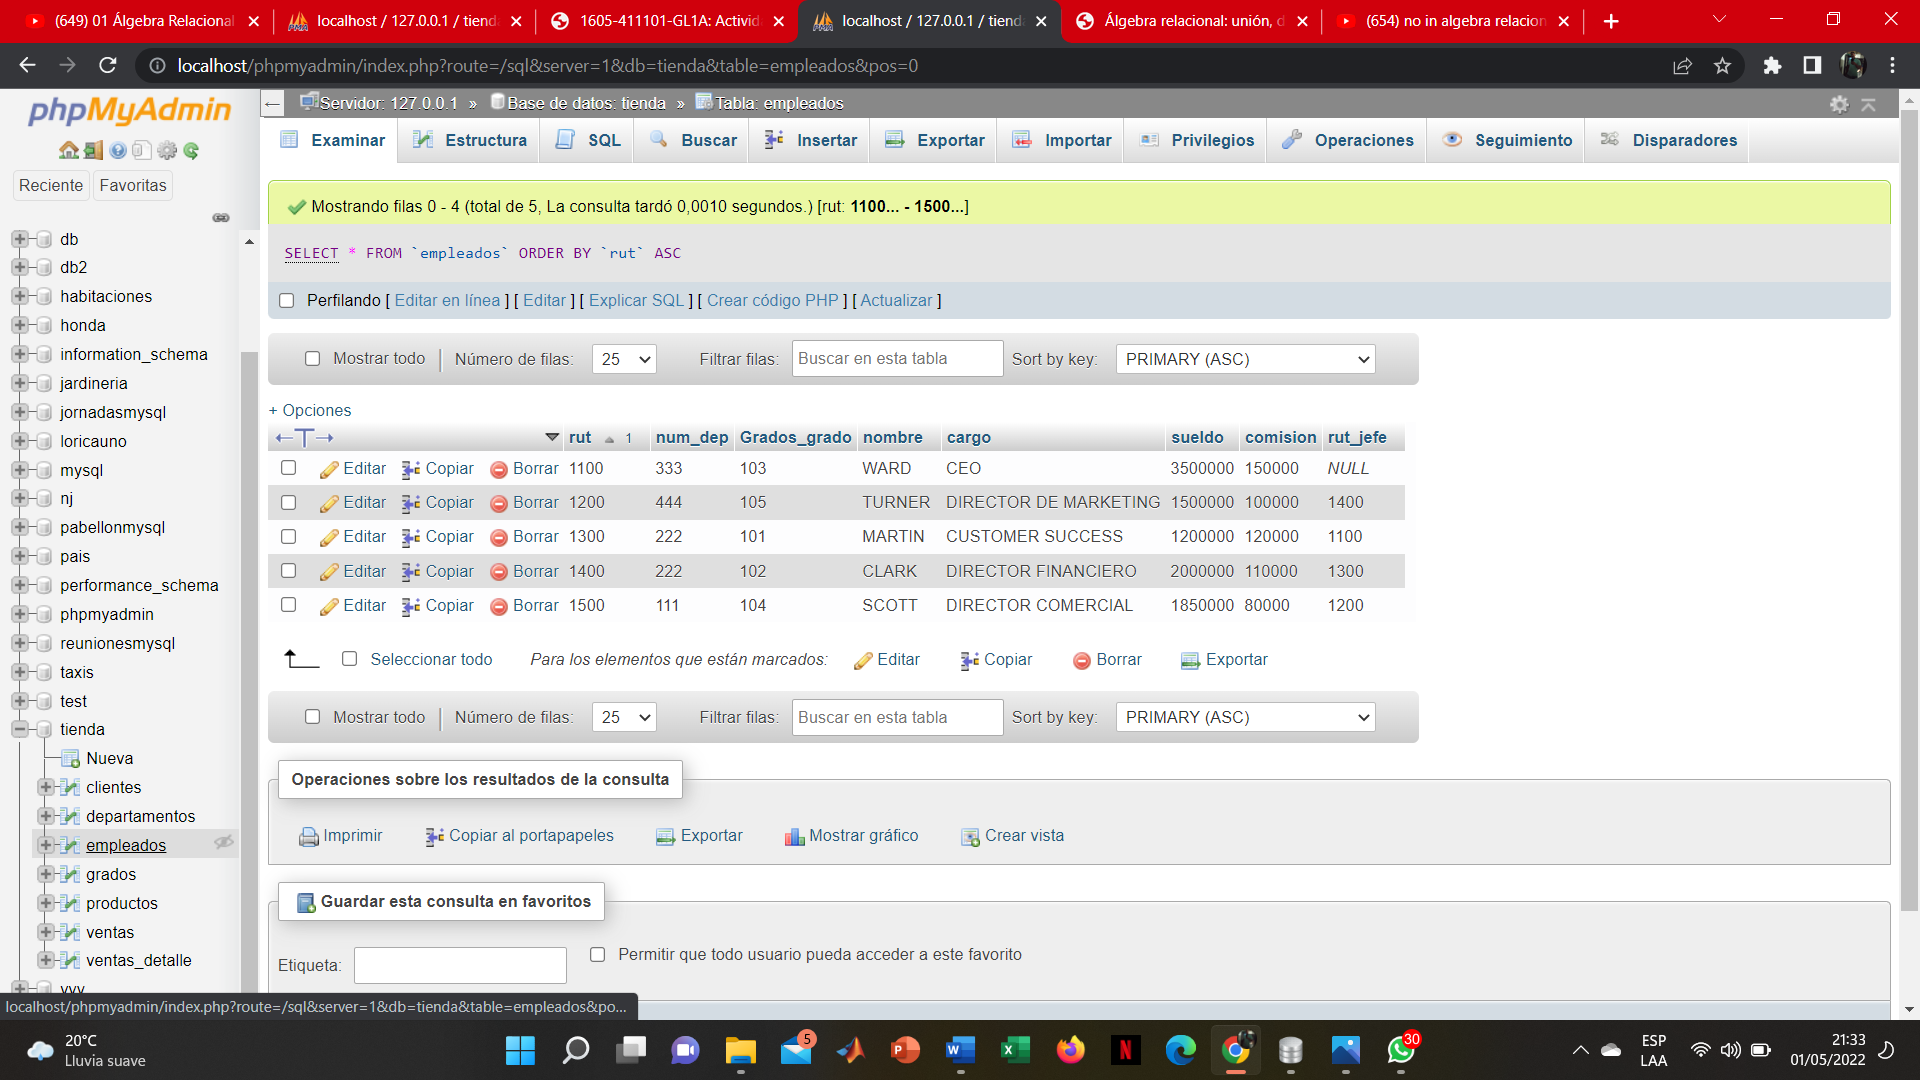 (649) 01 Álgebra Relacional
localhost / 127.0.0.1 / tienda
1605-411101-GL1A: Activid
localhost / 127.0.0.1 / tiend
Álgebra relacional: unión, d
(654) no in algebra relacion
localhost/phpmyadmin/index.php?route=/sql&server=1&db=tienda&table=empleados&pos=0
phpMyAdmin
Reciente
Favoritas
db
db2
habitaciones
honda
information_schema
jardineria
jornadasmysql
loricauno
mysql
nj
pabellonmysql
pais
performance_schema
phpmyadmin
reunionesmysql
taxis
test
tienda
Nueva
clientes
departamentos
empleados
grados
productos
ventas
ventas_detalle
vvv
localhost/phpmyadmin/index.php?route=/sql&server=1&db=tienda&table=empleados&po...
Servidor: 127.0.0.1 » Base de datos: tienda » Tabla: empleados
Examinar Estructura SQL Buscar Insertar Exportar Importar Privilegios Operaciones Seguimiento Disparadores
Mostrando filas 0 - 4 (total de 5, La consulta tardó 0,0010 segundos.) [rut: 1100... - 1500...]
SELECT * FROM `empleados` ORDER BY `rut` ASC
Perfilando [ Editar en línea ] [ Editar ] [ Explicar SQL ] [ Crear código PHP ] [ Actualizar ]
Mostrar todo | Número de filas: 25 Filtrar filas: Buscar en esta tabla Sort by key: PRIMARY (ASC)
+ Opciones
←T→ rut 1 num_dep Grados_grado nombre cargo sueldo comision rut_jefe
Editar Copiar Borrar 1100 333 103 WARD CEO 3500000 150000 NULL
Editar Copiar Borrar 1200 444 105 TURNER DIRECTOR DE MARKETING 1500000 100000 1400
Editar Copiar Borrar 1300 222 101 MARTIN CUSTOMER SUCCESS 1200000 120000 1100
Editar Copiar Borrar 1400 222 102 CLARK DIRECTOR FINANCIERO 2000000 110000 1300
Editar Copiar Borrar 1500 111 104 SCOTT DIRECTOR COMERCIAL 1850000 80000 1200
Seleccionar todo Para los elementos que están marcados: Editar Copiar Borrar Exportar
Mostrar todo | Número de filas: 25 Filtrar filas: Buscar en esta tabla Sort by key: PRIMARY (ASC)
Operaciones sobre los resultados de la consulta
Imprimir Copiar al portapapeles Exportar Mostrar gráfico Crear vista
Guardar esta consulta en favoritos
Etiqueta: Permitir que todo usuario pueda acceder a este favorito
20°C
Lluvia suave
5
30
ESP
LAA
21:33
01/05/2022